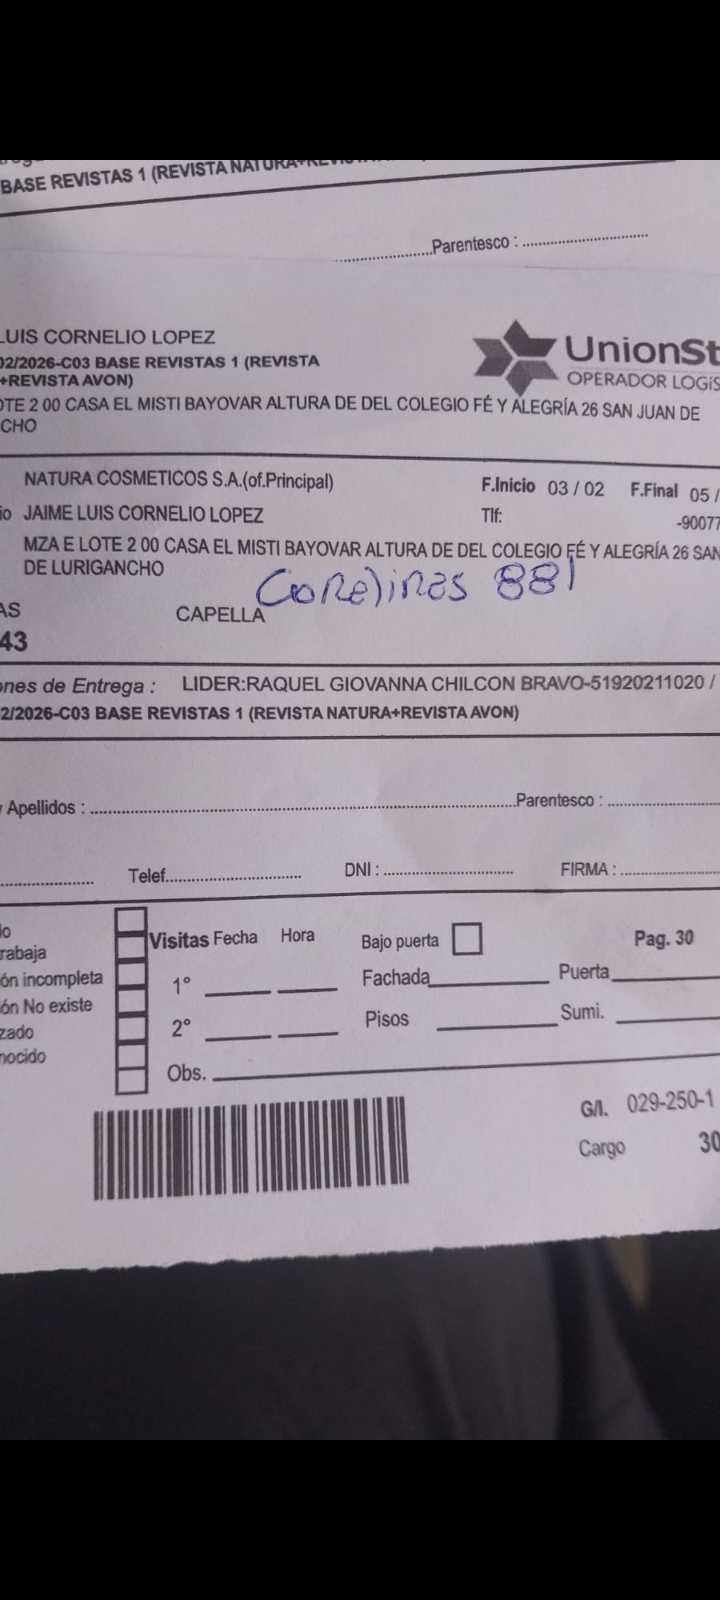 BASE REVISTAS 1 (REVISTA NATURA+REVISTA
Parentesco :
LUIS CORNELIO LOPEZ
02/2026-C03 BASE REVISTAS 1 (REVISTA
+REVISTA AVON)
UnionSt
OPERADOR LOGÍS
OTE 2 00 CASA EL MISTI BAYOVAR ALTURA DE DEL COLEGIO FÉ Y ALEGRÍA 26 SAN JUAN DE
CHO
NATURA COSMETICOS S.A.(of.Principal)
F.Inicio 03 / 02 F.Final 05 /
io JAIME LUIS CORNELIO LOPEZ
Tlf: -90077
MZA E LOTE 2 00 CASA EL MISTI BAYOVAR ALTURA DE DEL COLEGIO FÉ Y ALEGRÍA 26 SAN
DE LURIGANCHO
881
AS CAPELLA
43
ones de Entrega : LIDER:RAQUEL GIOVANNA CHILCON BRAVO-51920211020 /
2/2026-C03 BASE REVISTAS 1 (REVISTA NATURA+REVISTA AVON)
y Apellidos : Parentesco :
Telef. DNI : FIRMA :
lo
rabaja
ón incompleta
ón No existe
zado
nocido
Visitas Fecha Hora
1°
2°
Obs.
Bajo puerta
Fachada
Pisos
Pag. 30
Puerta
Sumi.
G/I. 029-250-1
Cargo 30